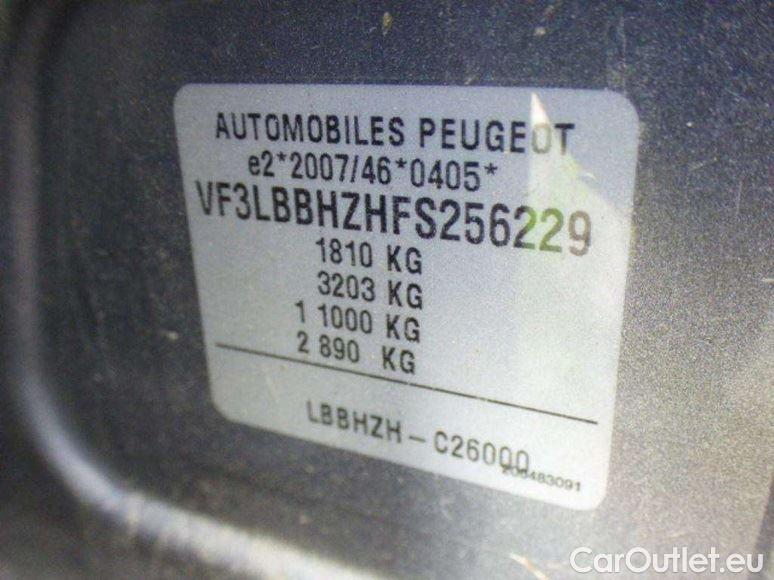 AUTOMOBILES PEUGEOT
e2*2007/46*0405*
VF3LBBHZHFS256229
1810 KG
3203 KG
1 1000 KG
2 890 KG
LBBHZH - C26000
200483091
CarOutlet.eu